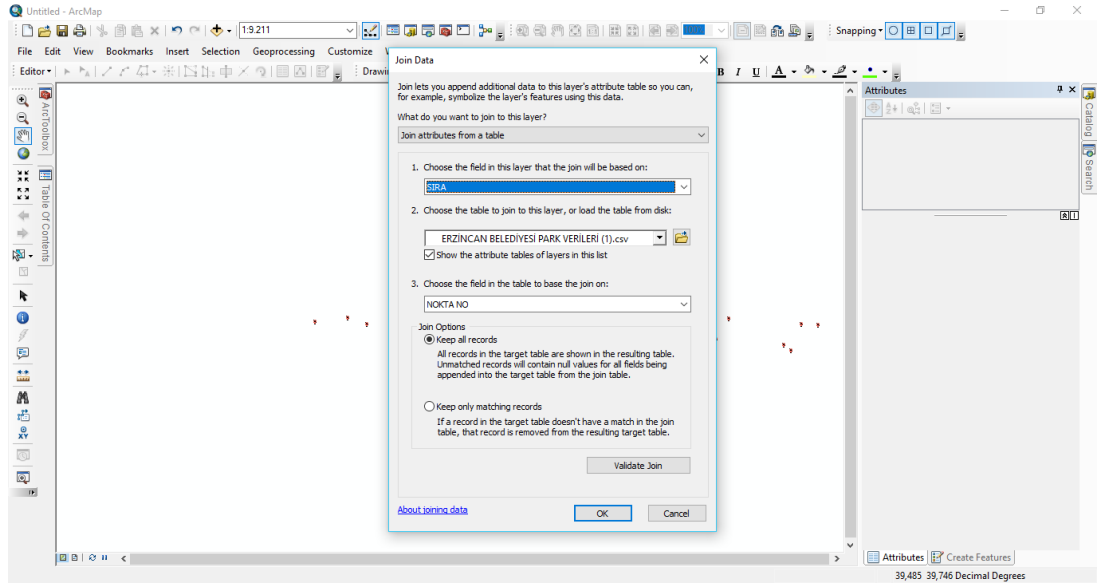 Untitled - ArcMap
1:9.211
Snapping
File Edit View Bookmarks Insert Selection Geoprocessing Customize
Editor
B I U A
ArcToolbox
Table Of Contents
Join Data
Join lets you append additional data to this layer's attribute table so you can,
for example, symbolize the layer's features using this data.
What do you want to join to this layer?
Join attributes from a table
1. Choose the field in this layer that the join will be based on:
SIRA
2. Choose the table to join to this layer, or load the table from disk:
ERZİNCAN BELEDİYESİ PARK VERİLERİ (1).csv
Show the attribute tables of layers in this list
3. Choose the field in the table to base the join on:
NOKTA NO
Join Options
Keep all records
All records in the target table are shown in the resulting table.
Unmatched records will contain null values for all fields being
appended into the target table from the join table.
Keep only matching records
If a record in the target table doesn't have a match in the join
table, that record is removed from the resulting target table.
Validate Join
About joining data
OK Cancel
Attributes
Catalog
Search
Attributes Create Features
39,485 39,746 Decimal Degrees